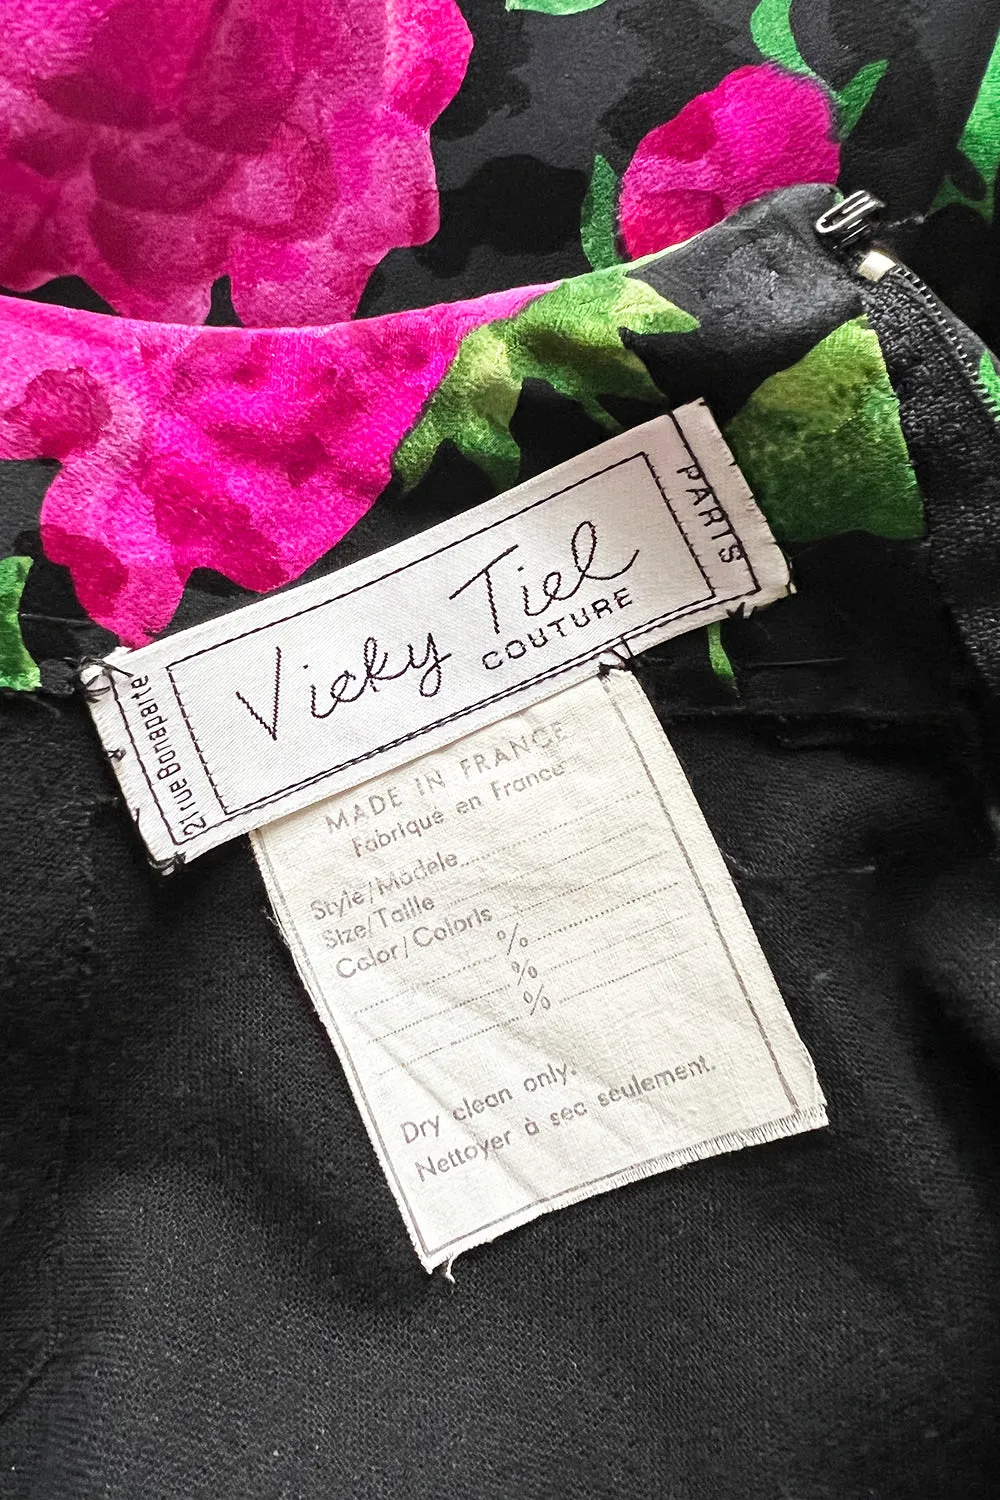 Vicky Tiel
COUTURE
PARIS
21 rue Bonaparte
MADE IN FRANCE
Fabriqué en France
Style/Modèle
Size/Taille
Color/Coloris
%
%
%
Dry clean only.
Nettoyer à sec seulement.